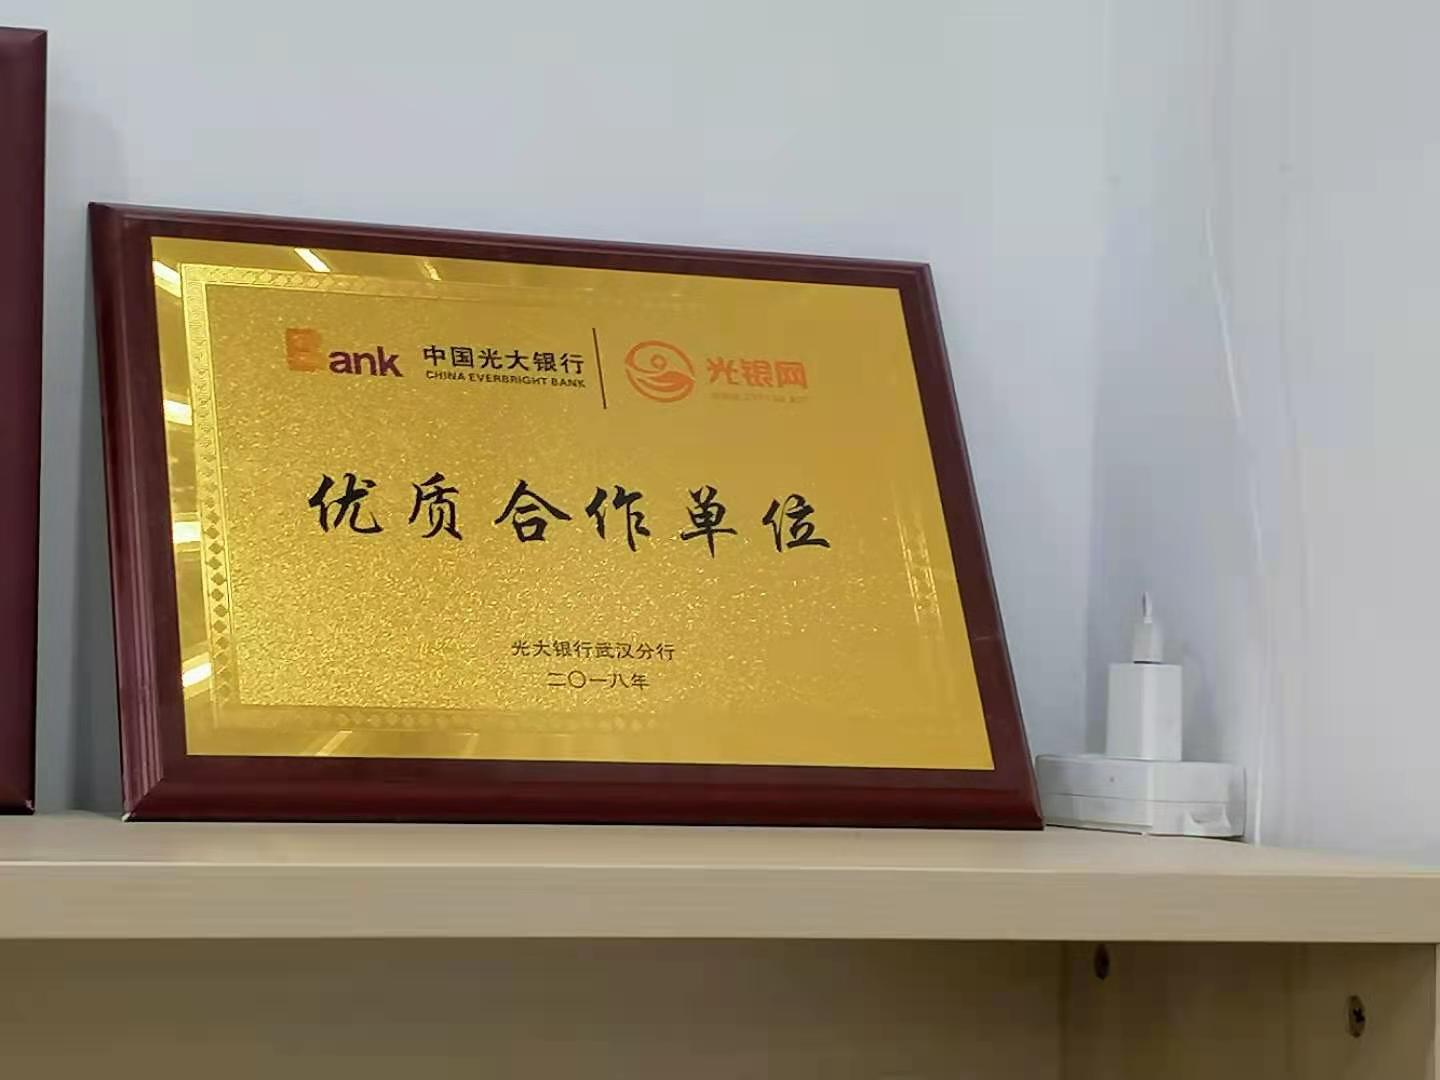 Bank 中国光大银行 光银网
CHINA EVERBRIGHT BANK
优质合作单位
光大银行武汉分行
二〇一八年